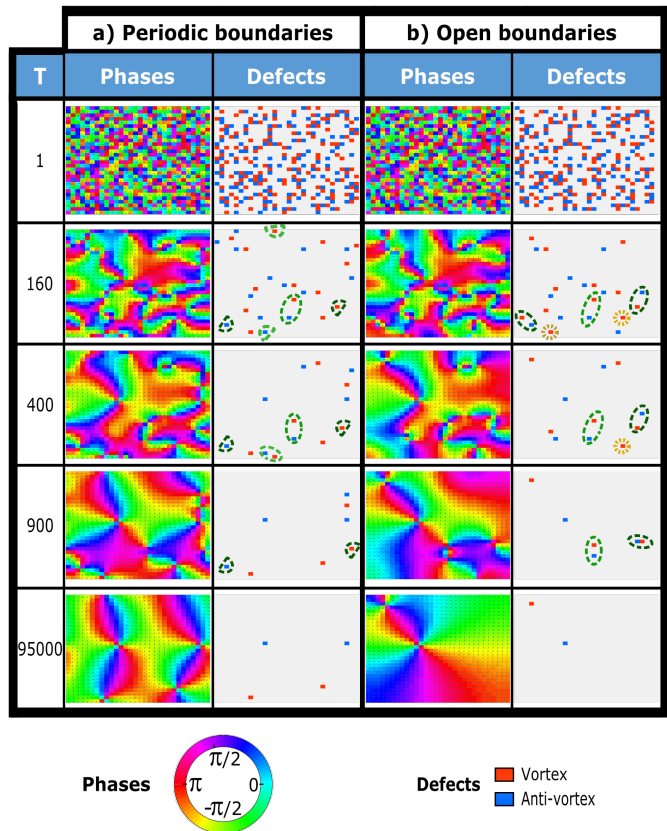 a) Periodic boundaries b) Open boundaries
T Phases Defects Phases Defects
1
160
400
900
95000
Phases π/2 -π 0 -π/2
Defects Vortex
Anti-vortex